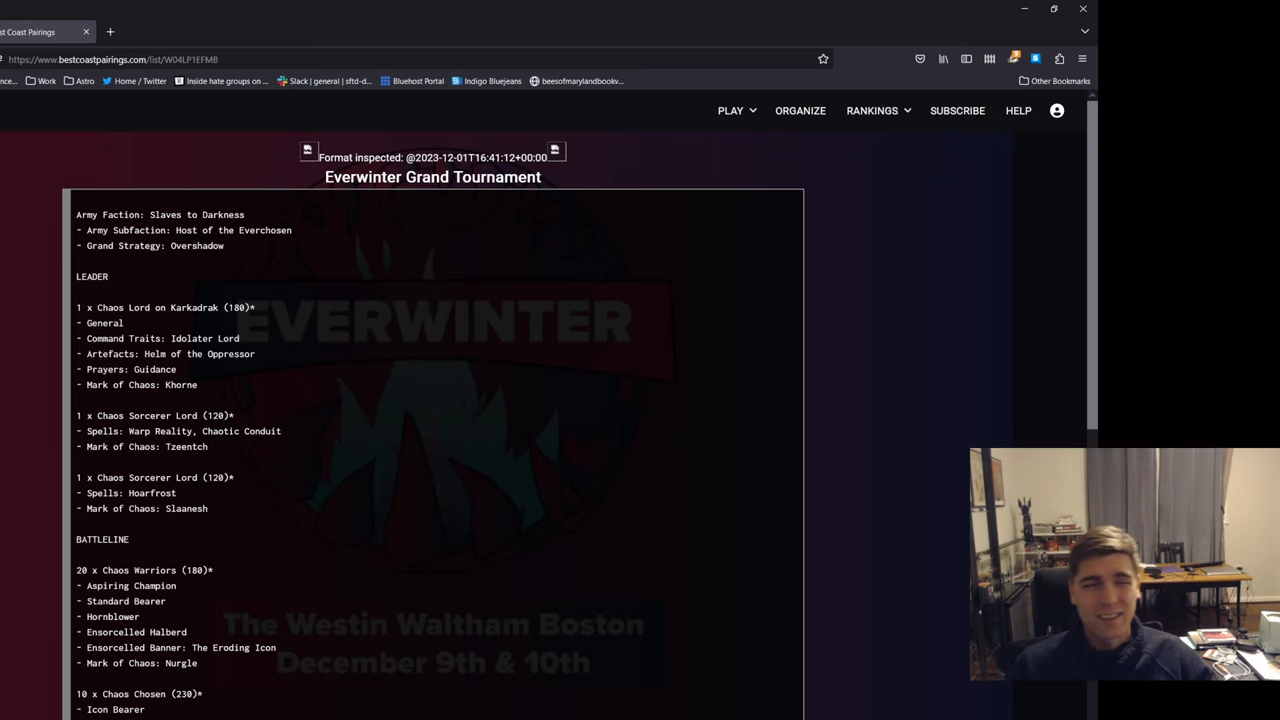 st Coast Pairings
https://www.bestcoastpairings.com/list/W04LP1EFMB
nce...
Work
Astro
Home / Twitter
Inside hate groups on ...
Slack | general | sftd-d...
Bluehost Portal
Indigo Bluejeans
beesofmarylandbookv...
Other Bookmarks
PLAY
ORGANIZE
RANKINGS
SUBSCRIBE
HELP
Format inspected: @2023-12-01T16:41:12+00:00
Everwinter Grand Tournament
Army Faction: Slaves to Darkness
- Army Subfaction: Host of the Everchosen
- Grand Strategy: Overshadow
LEADER
1 x Chaos Lord on Karkadrak (180)*
- General
- Command Traits: Idolater Lord
- Artefacts: Helm of the Oppressor
- Prayers: Guidance
- Mark of Chaos: Khorne
1 x Chaos Sorcerer Lord (120)*
- Spells: Warp Reality, Chaotic Conduit
- Mark of Chaos: Tzeentch
1 x Chaos Sorcerer Lord (120)*
- Spells: Hoarfrost
- Mark of Chaos: Slaanesh
BATTLELINE
20 x Chaos Warriors (180)*
- Aspiring Champion
- Standard Bearer
- Hornblower
- Ensorcelled Halberd
- Ensorcelled Banner: The Eroding Icon
- Mark of Chaos: Nurgle
10 x Chaos Chosen (230)*
- Icon Bearer
EVERWINTER
The Westin Waltham Boston
December 9th & 10th